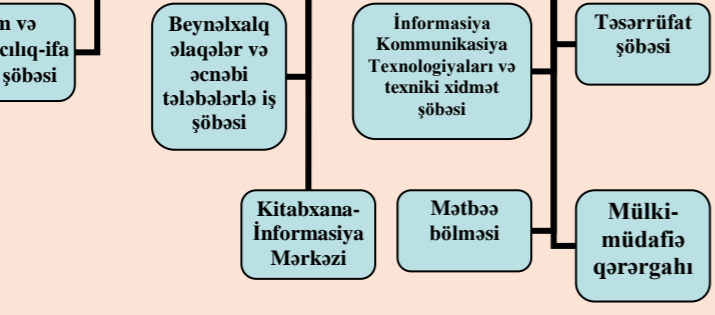 m və
cılıq-ifa
şöbəsi
Beynəlxalq
əlaqələr və
əcnəbi
tələbələrlə iş
şöbəsi
İnformasiya
Kommunikasiya
Texnologiyaları və
texniki xidmət
şöbəsi
Təsərrüfat
şöbəsi
Kitabxana-
İnformasiya
Mərkəzi
Mətbəə
bölməsi
Mülki-
müdafiə
qərərgahı